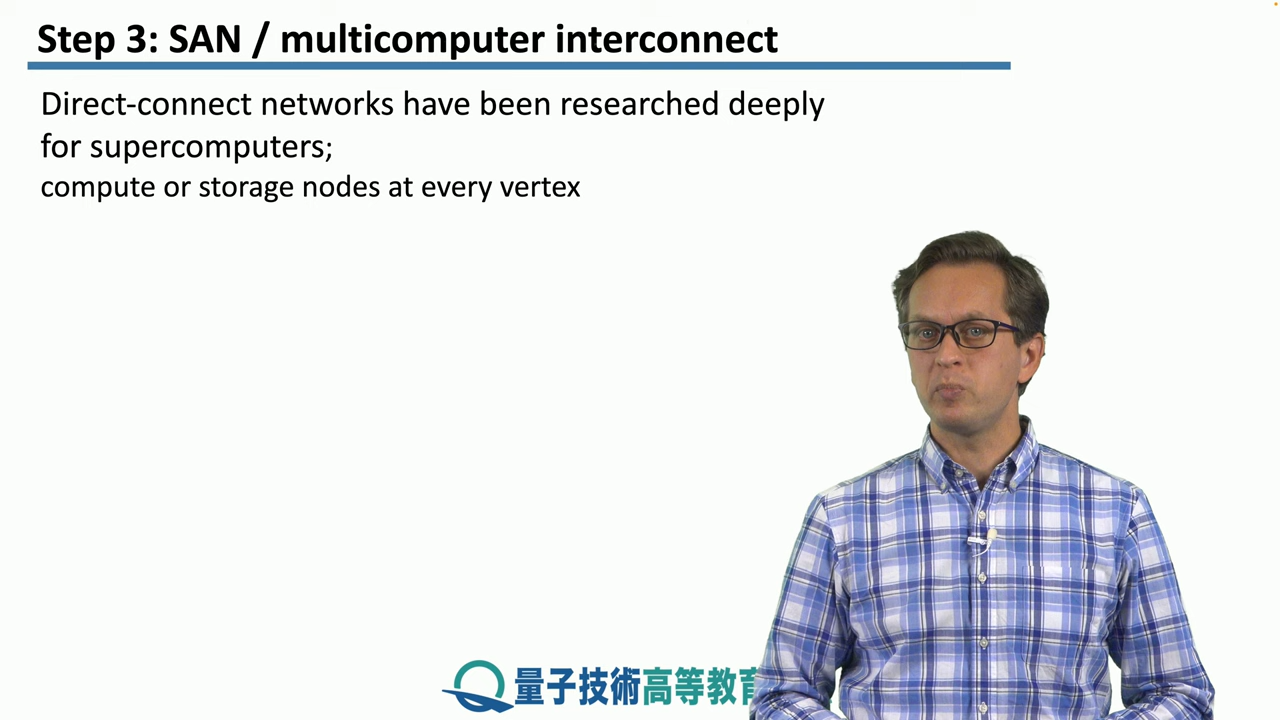 Step 3: SAN / multicomputer interconnect
Direct-connect networks have been researched deeply
for supercomputers;
compute or storage nodes at every vertex
量子技術高等教育